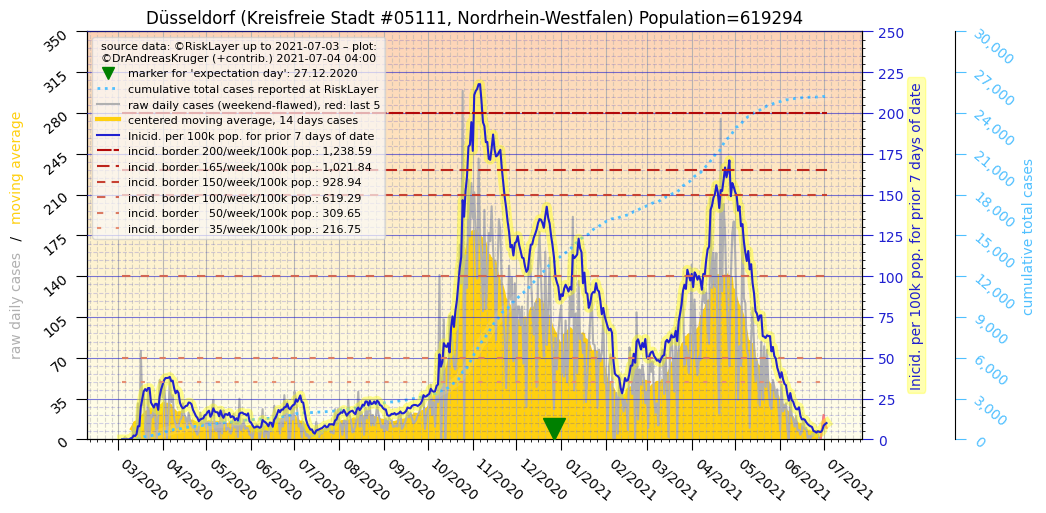 Düsseldorf (Kreisfreie Stadt #05111, Nordrhein-Westfalen) Population=619294
source data: ©RiskLayer up to 2021-07-03 – plot:
©DrAndreasKruger (+contrib.) 2021-07-04 04:00
marker for 'expectation day': 27.12.2020
cumulative total cases reported at RiskLayer
raw daily cases (weekend-flawed), red: last 5
centered moving average, 14 days cases
Inicid. per 100k pop. for prior 7 days of date
incid. border 200/week/100k pop.: 1,238.59
incid. border 165/week/100k pop.: 1,021.84
incid. border 150/week/100k pop.: 928.94
incid. border 100/week/100k pop.: 619.29
incid. border 50/week/100k pop.: 309.65
incid. border 35/week/100k pop.: 216.75
raw daily cases / moving average
350
315
280
245
210
175
140
105
70
35
0
03/2020
04/2020
05/2020
06/2020
07/2020
08/2020
09/2020
10/2020
11/2020
12/2020
01/2021
02/2021
03/2021
04/2021
05/2021
06/2021
07/2021
250
225
200
175
150
125
100
75
50
25
0
Inicid. per 100k pop. for prior 7 days of date
30,000
27,000
24,000
21,000
18,000
15,000
12,000
9,000
6,000
3,000
0
cumulative total cases